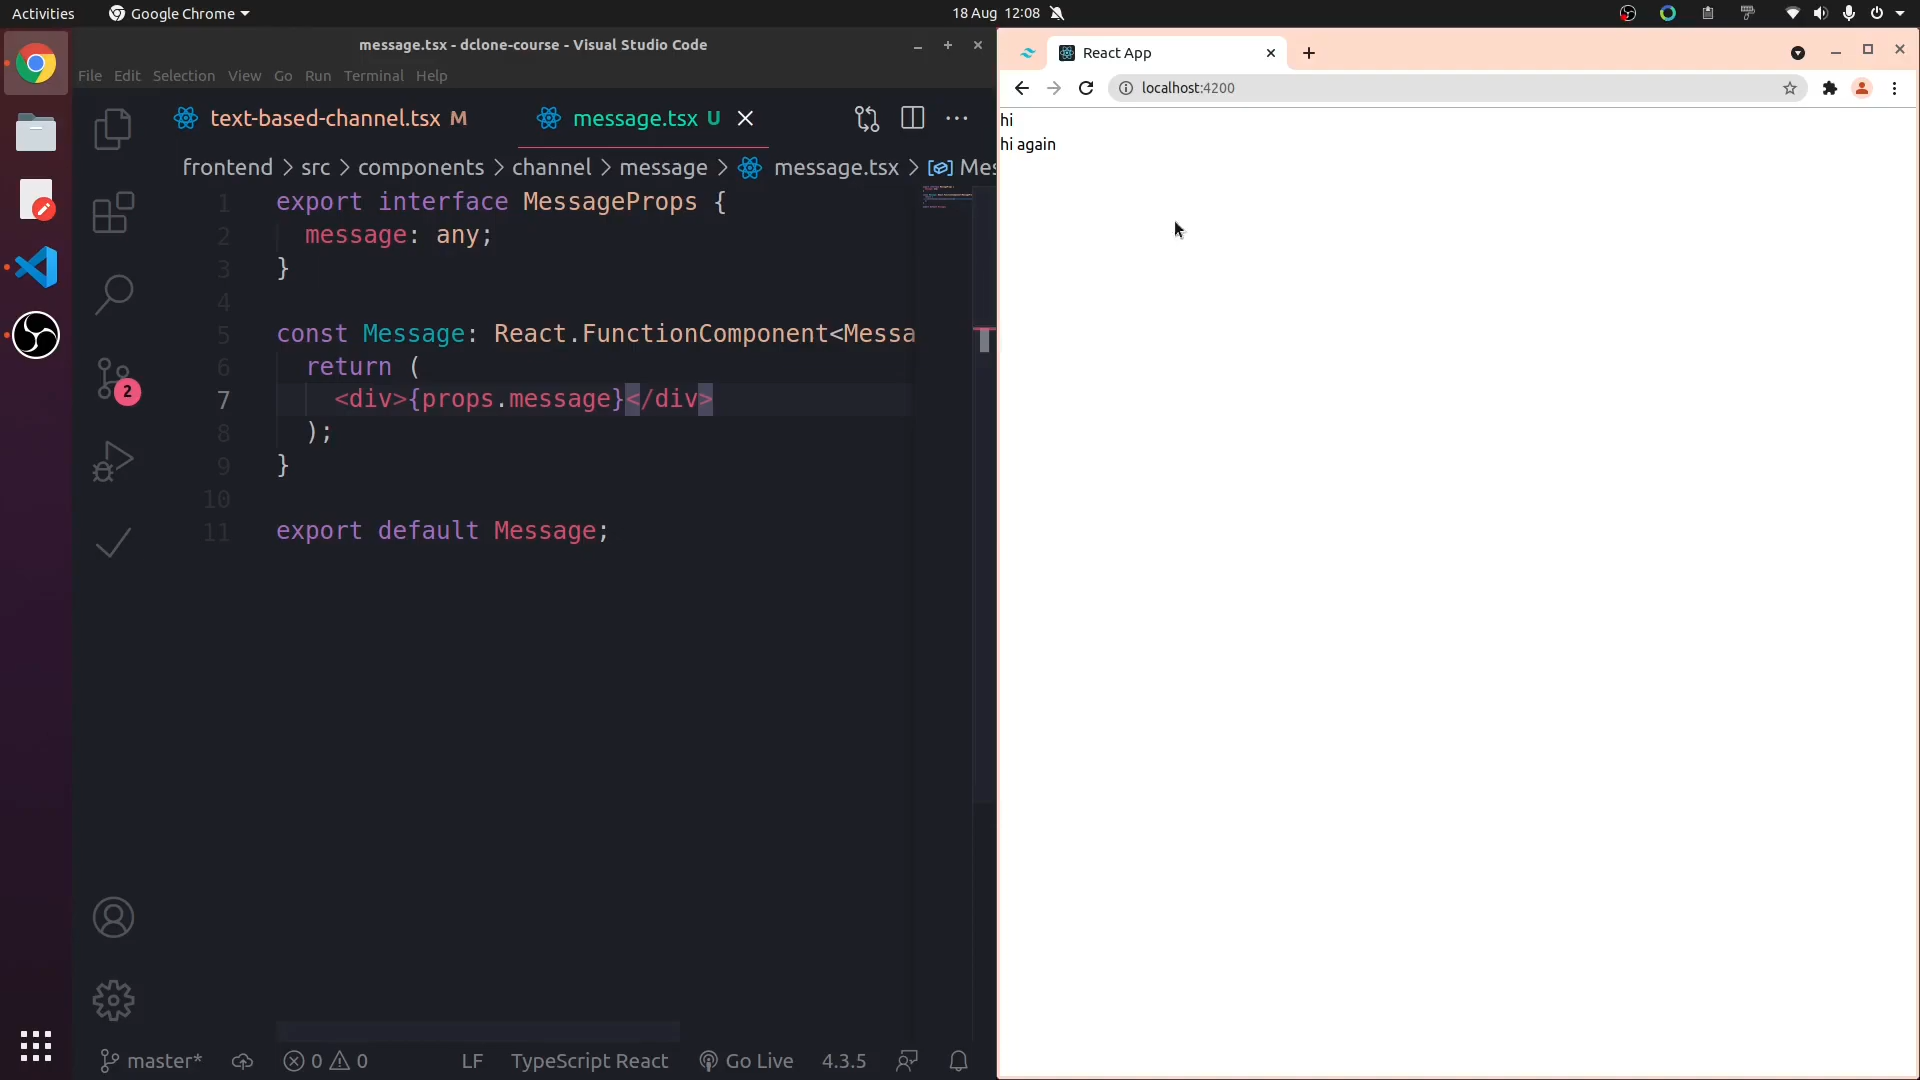 Activities Google Chrome 18 Aug 12:08
message.tsx - dclone-course - Visual Studio Code
File Edit Selection View Go Run Terminal Help
text-based-channel.tsx M message.tsx U
frontend > src > components > channel > message > message.tsx > Mes
1 export interface MessageProps {
2 message: any;
3 }
4
5 const Message: React.FunctionComponent<Messa
6 return (
7 <div>{props.message}</div>
8 );
9 }
10
11 export default Message;
2
master* 0 0 LF TypeScript React Go Live 4.3.5
React App
localhost:4200
hi
hi again